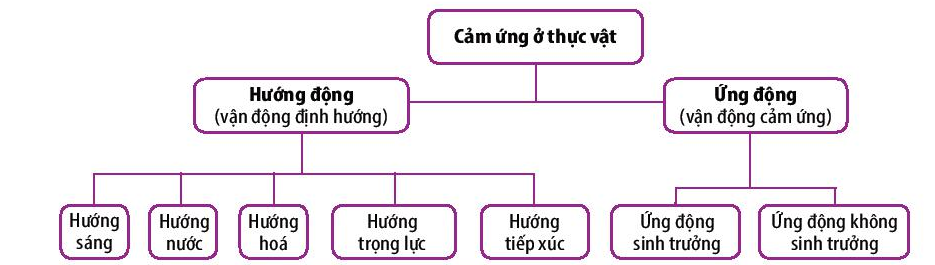 Cảm ứng ở thực vật
Hướng động
(vận động định hướng)
Ứng động
(vận động cảm ứng)
Hướng
sáng
Hướng
nước
Hướng
hoá
Hướng
trọng lực
Hướng
tiếp xúc
Ứng động
sinh trưởng
Ứng động không
sinh trưởng